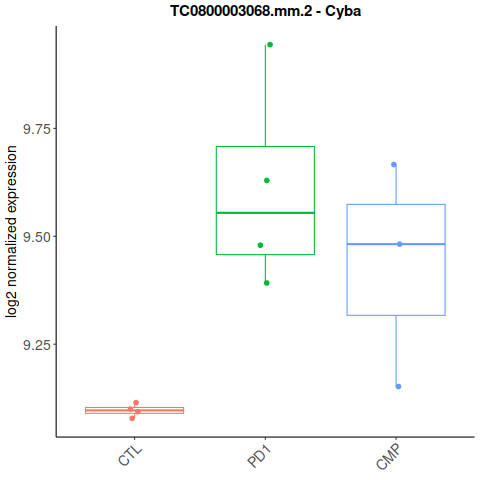 TC0800003068.mm.2 - Cyba
log2 normalized expression
9.75
9.50
9.25
CTL
PD1
CMP